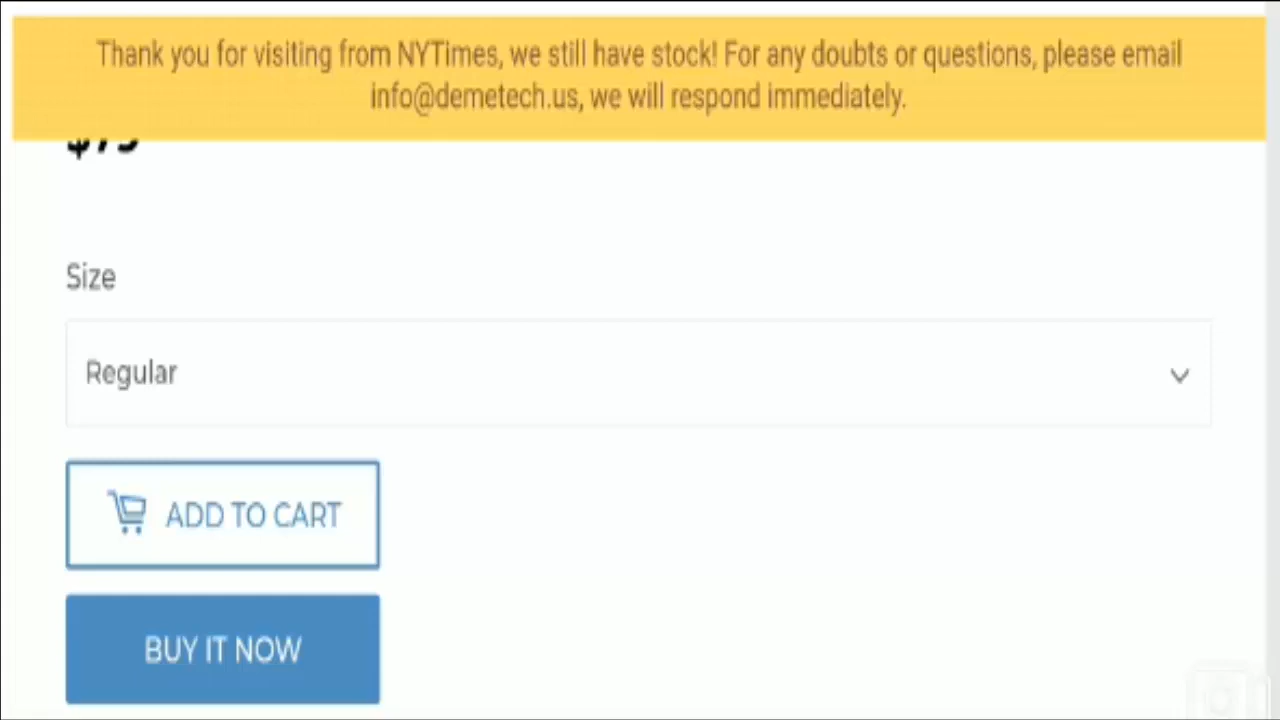 Thank you for visiting from NYTimes, we still have stock! For any doubts or questions, please email
info@demetech.us, we will respond immediately.
Size
Regular
ADD TO CART
BUY IT NOW